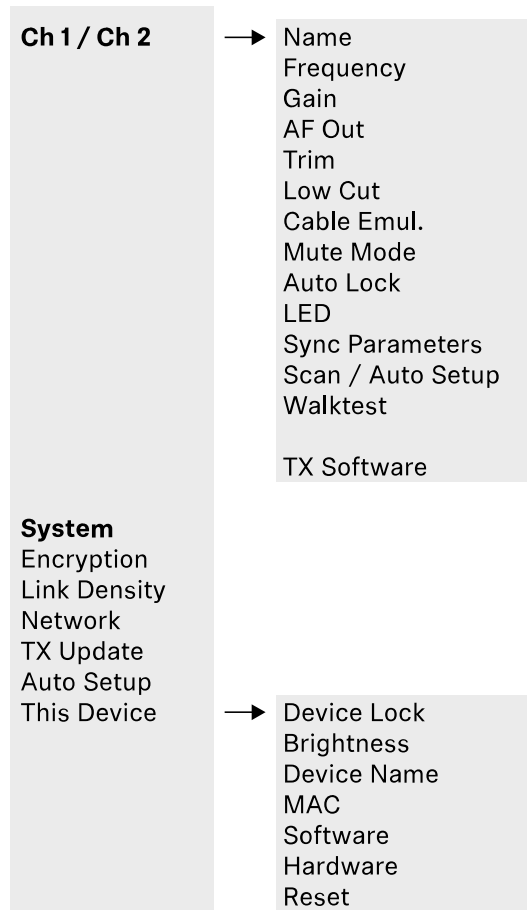 Ch 1 / Ch 2
Name
Frequency
Gain
AF Out
Trim
Low Cut
Cable Emul.
Mute Mode
Auto Lock
LED
Sync Parameters
Scan / Auto Setup
Walktest
TX Software
System
Encryption
Link Density
Network
TX Update
Auto Setup
This Device
Device Lock
Brightness
Device Name
MAC
Software
Hardware
Reset